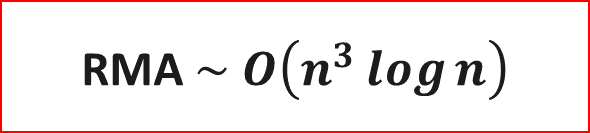 RMA ~ O(n³ log n)